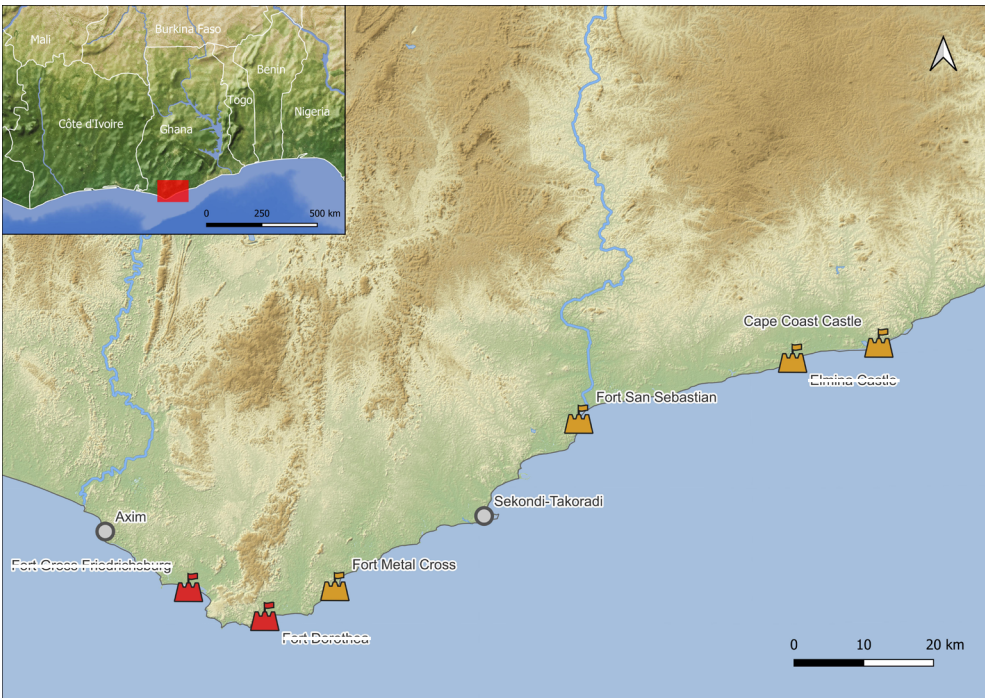 Mali
Burkina Faso
Benin
Togo
Nigeria
Côte d'Ivoire
Ghana
0 250 500 km
Cape Coast Castle
Elmina Castle
Fort San Sebastian
Sekondi-Takoradi
Axim
Fort Gross Friedrichsburg
Fort Metal Cross
Fort Dorothea
0 10 20 km